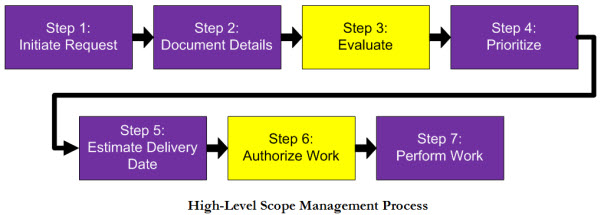 Step 1:
Initiate Request
Step 2:
Document Details
Step 3:
Evaluate
Step 4:
Prioritize
Step 5:
Estimate Delivery
Date
Step 6:
Authorize Work
Step 7:
Perform Work
High-Level Scope Management Process